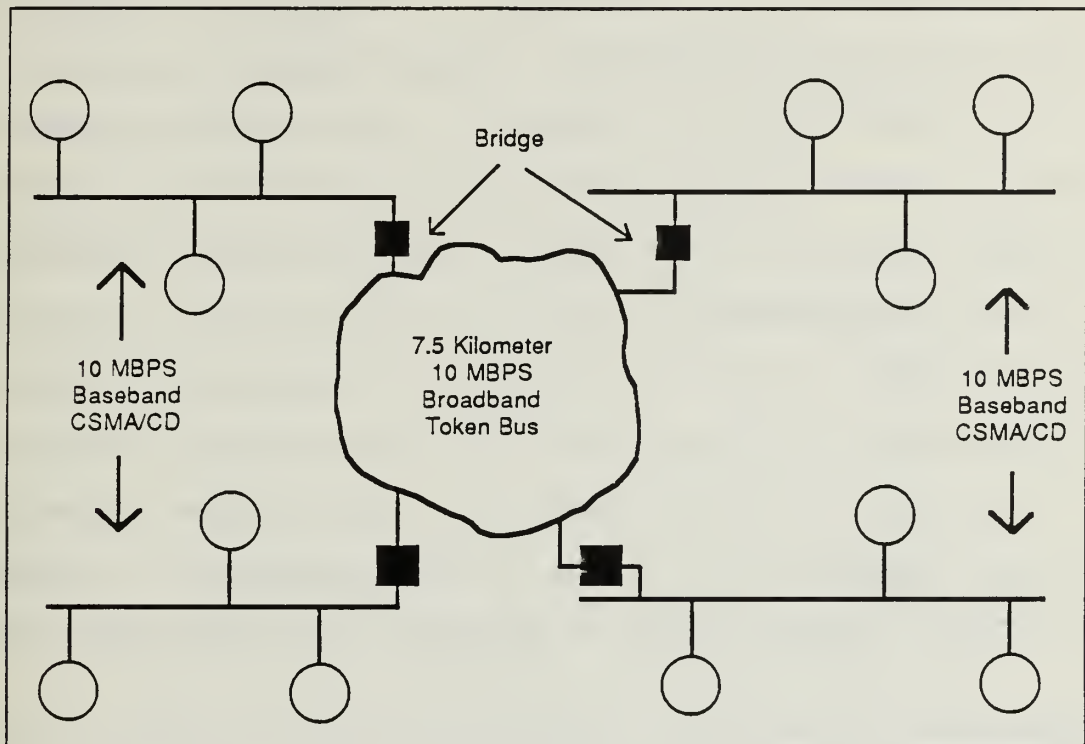 Bridge
7.5 Kilometer
10 MBPS
Broadband
Token Bus
10 MBPS
Baseband
CSMA/CD
10 MBPS
Baseband
CSMA/CD